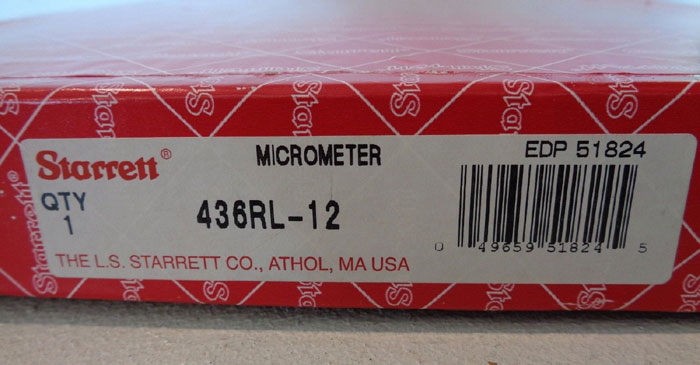 Starrett® MICROMETER EDP 51824
QTY
1
436RL-12
0 49659 51824 5
THE L.S. STARRETT CO., ATHOL, MA USA